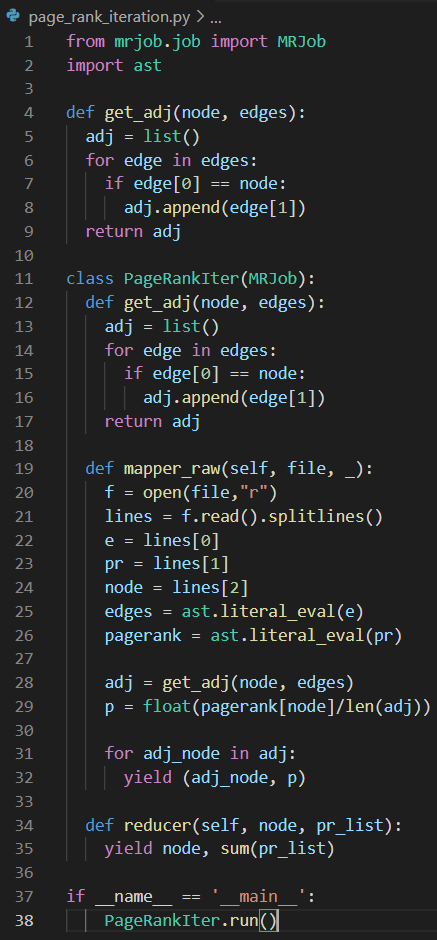 page_rank_iteration.py > ...
1 from mrjob.job import MRJob
2 import ast
3
4 def get_adj(node, edges):
5   adj = list()
6   for edge in edges:
7     if edge[0] == node:
8       adj.append(edge[1])
9   return adj
10
11 class PageRankIter(MRJob):
12   def get_adj(node, edges):
13     adj = list()
14     for edge in edges:
15       if edge[0] == node:
16         adj.append(edge[1])
17     return adj
18
19   def mapper_raw(self, file, _):
20     f = open(file,"r")
21     lines = f.read().splitlines()
22     e = lines[0]
23     pr = lines[1]
24     node = lines[2]
25     edges = ast.literal_eval(e)
26     pagerank = ast.literal_eval(pr)
27
28     adj = get_adj(node, edges)
29     p = float(pagerank[node]/len(adj))
30
31     for adj_node in adj:
32       yield (adj_node, p)
33
34   def reducer(self, node, pr_list):
35     yield node, sum(pr_list)
36
37 if __name__ == '__main__':
38     PageRankIter.run()